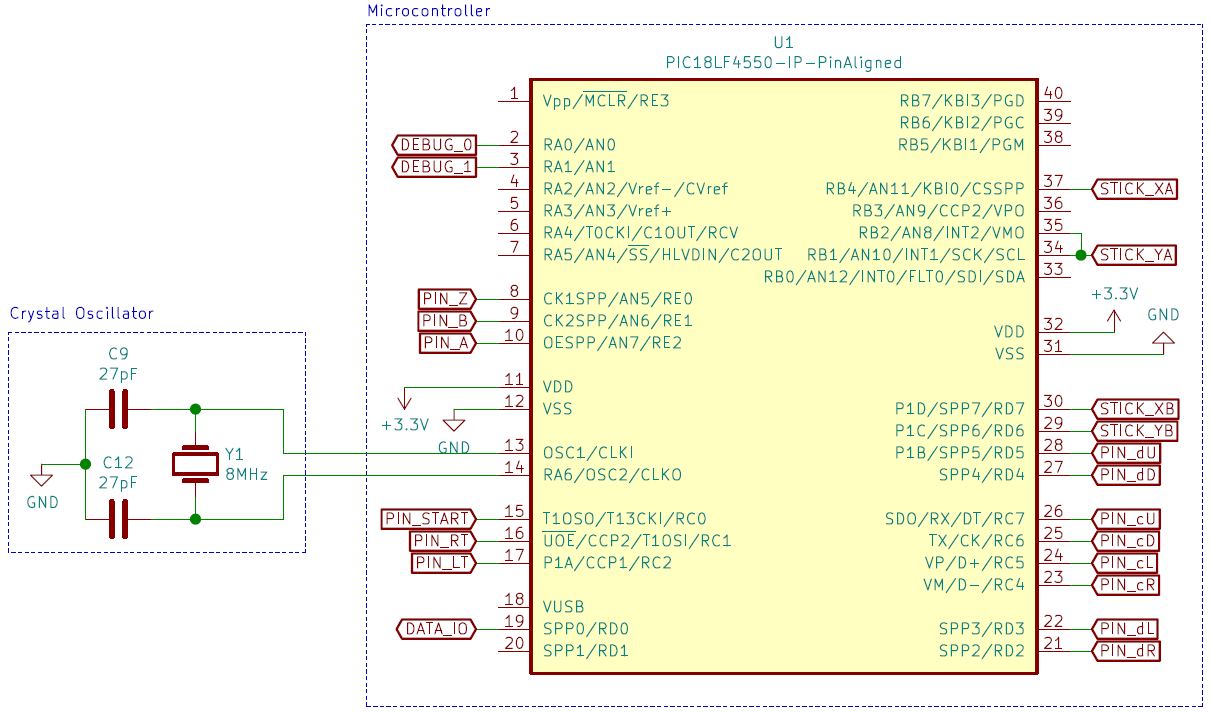 Microcontroller
U1
PIC18LF4550-IP-PinAligned
1 Vpp/MCLR/RE3 RB7/KBI3/PGD 40
RB6/KBI2/PGC 39
DEBUG_0 2 RA0/AN0 RB5/KBI1/PGM 38
DEBUG_1 3 RA1/AN1
4 RA2/AN2/Vref-/CVref RB4/AN11/KBI0/CSSPP 37 STICK_XA
5 RA3/AN3/Vref+ RB3/AN9/CCP2/VPO 36
6 RA4/T0CKI/C1OUT/RCV RB2/AN8/INT2/VMO 35
7 RA5/AN4/SS/HLVDIN/C2OUT RB1/AN10/INT1/SCK/SCL 34 STICK_YA
RB0/AN12/INT0/FLT0/SDI/SDA 33
PIN_Z 8 CK1SPP/AN5/RE0 +3.3V
PIN_B 9 CK2SPP/AN6/RE1 GND
PIN_A 10 OESPP/AN7/RE2 VDD 32
VSS 31
11 VDD
+3.3V 12 VSS P1D/SPP7/RD7 30 STICK_XB
P1C/SPP6/RD6 29 STICK_YB
GND 13 OSC1/CLKI P1B/SPP5/RD5 28 PIN_dU
14 RA6/OSC2/CLKO SPP4/RD4 27 PIN_dD
PIN_START 15 T1OSO/T13CKI/RC0 SDO/RX/DT/RC7 26 PIN_cU
PIN_RT 16 UOE/CCP2/T1OSI/RC1 TX/CK/RC6 25 PIN_cD
PIN_LT 17 P1A/CCP1/RC2 VP/D+/RC5 24 PIN_cL
VM/D-/RC4 23 PIN_cR
18 VUSB
DATA_IO 19 SPP0/RD0 SPP3/RD3 22 PIN_dL
20 SPP1/RD1 SPP2/RD2 21 PIN_dR
Crystal Oscillator
C9
27pF
C12
27pF
Y1
8MHz
GND